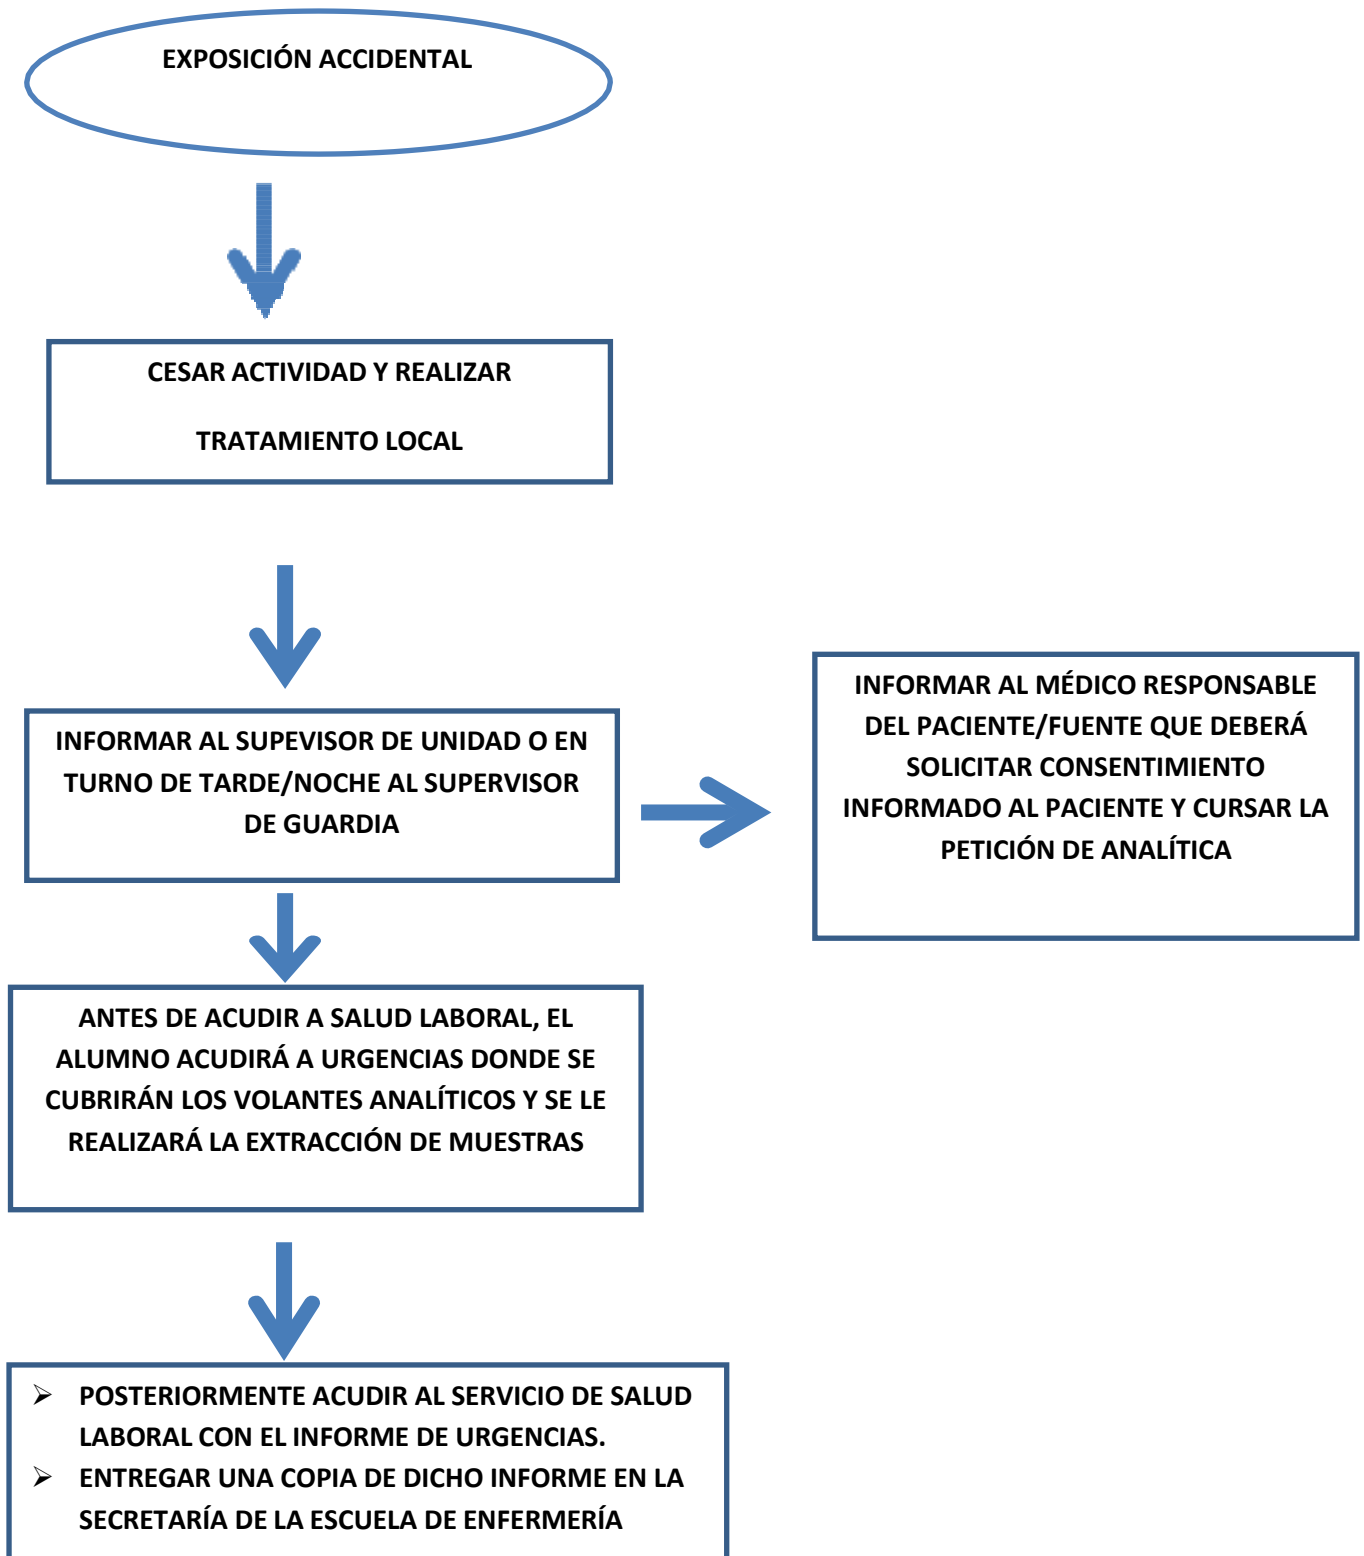 EXPOSICIÓN ACCIDENTAL
CESAR ACTIVIDAD Y REALIZAR
TRATAMIENTO LOCAL
INFORMAR AL SUPEVISOR DE UNIDAD O EN
TURNO DE TARDE/NOCHE AL SUPERVISOR
DE GUARDIA
INFORMAR AL MÉDICO RESPONSABLE
DEL PACIENTE/FUENTE QUE DEBERÁ
SOLICITAR CONSENTIMIENTO
INFORMADO AL PACIENTE Y CURSAR LA
PETICIÓN DE ANALÍTICA
ANTES DE ACUDIR A SALUD LABORAL, EL
ALUMNO ACUDIRÁ A URGENCIAS DONDE SE
CUBRIRÁN LOS VOLANTES ANALÍTICOS Y SE LE
REALIZARÁ LA EXTRACCIÓN DE MUESTRAS
➢ POSTERIORMENTE ACUDIR AL SERVICIO DE SALUD
LABORAL CON EL INFORME DE URGENCIAS.
➢ ENTREGAR UNA COPIA DE DICHO INFORME EN LA
SECRETARÍA DE LA ESCUELA DE ENFERMERÍA